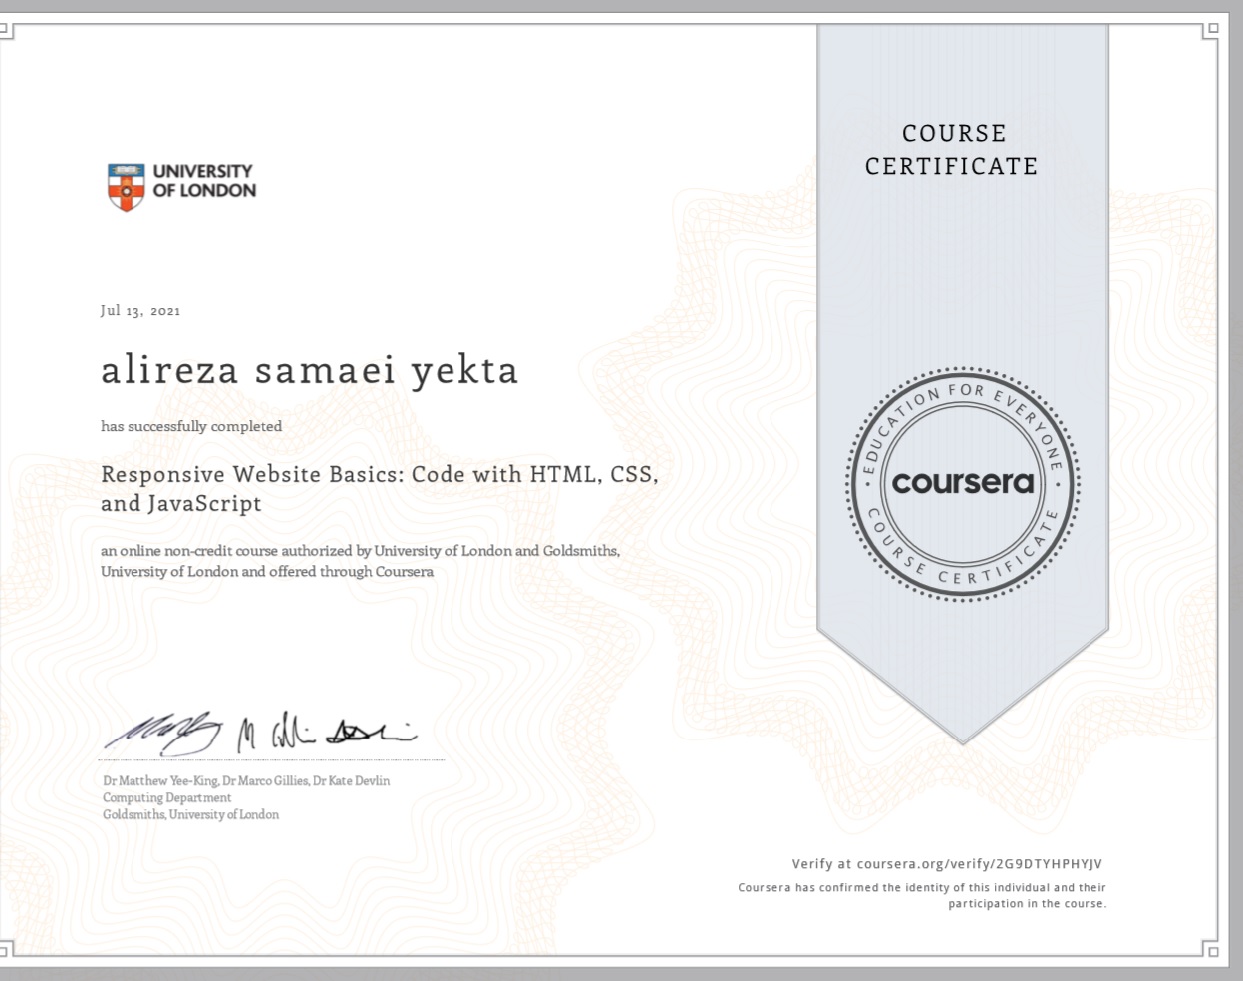 UNIVERSITY
OF LONDON
COURSE
CERTIFICATE
Jul 13, 2021
alireza samaei yekta
has successfully completed
Responsive Website Basics: Code with HTML, CSS,
and JavaScript
an online non-credit course authorized by University of London and Goldsmiths,
University of London and offered through Coursera
EDUCATION FOR EVERYONE
coursera
COURSE CERTIFICATE
Dr Matthew Yee-King, Dr Marco Gillies, Dr Kate Devlin
Computing Department
Goldsmiths, University of London
Verify at coursera.org/verify/2G9DTYHPHYJV
Coursera has confirmed the identity of this individual and their
participation in the course.